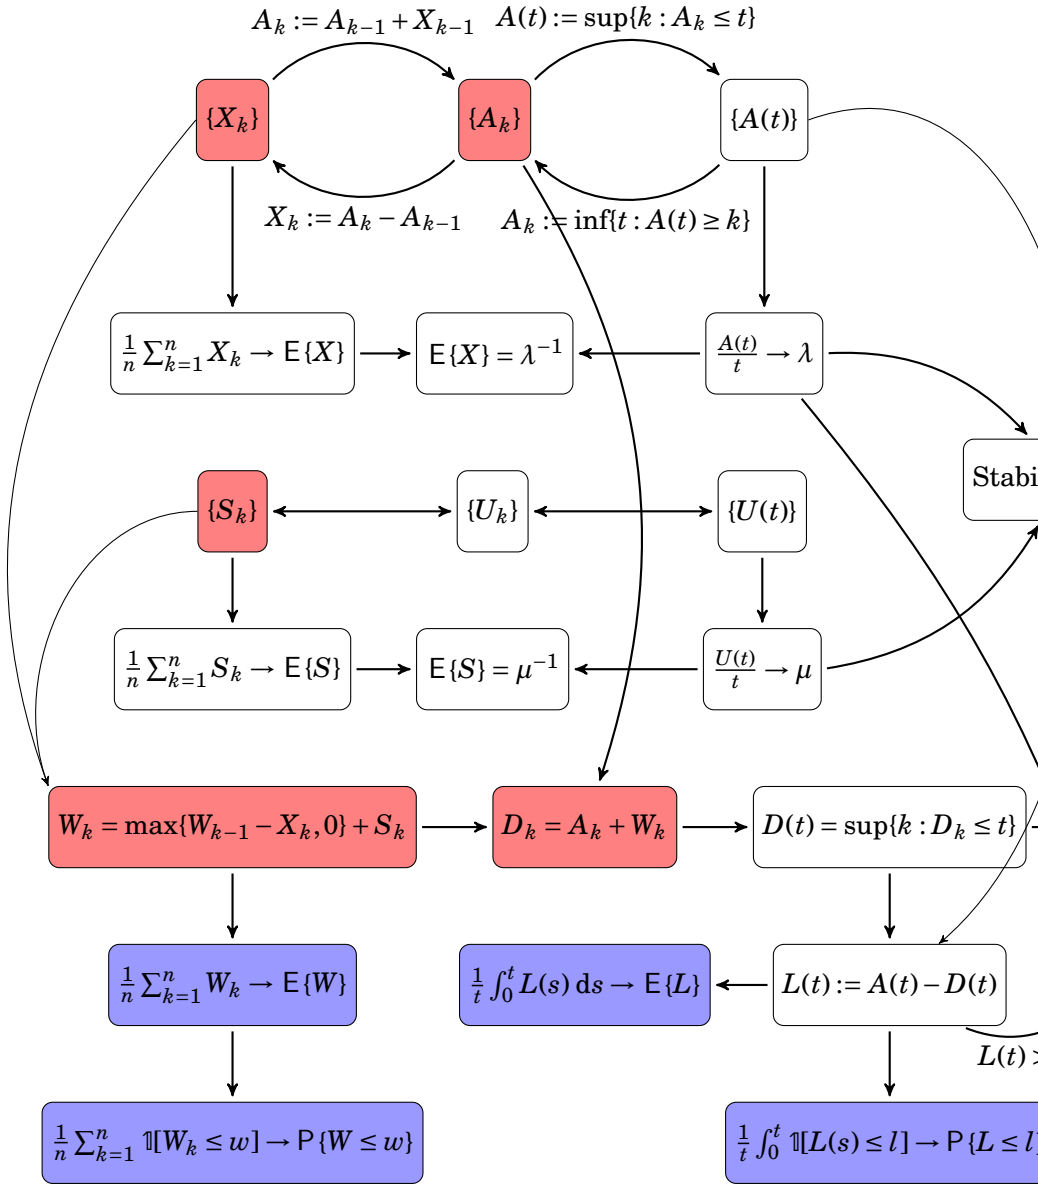 A_k := A_{k−1} + X_{k−1}
A(t) := sup{k : A_k ≤ t}
{X_k}
{A_k}
{A(t)}
X_k := A_k − A_{k−1}
A_k := inf{t : A(t) ≥ k}
1/n ∑_{k=1}^n X_k → E{X}
E{X} = λ^{−1}
A(t)/t → λ
{S_k}
{U_k}
{U(t)}
Stabi
1/n ∑_{k=1}^n S_k → E{S}
E{S} = μ^{−1}
U(t)/t → μ
W_k = max{W_{k−1} − X_k, 0} + S_k
D_k = A_k + W_k
D(t) = sup{k : D_k ≤ t}
1/n ∑_{k=1}^n W_k → E{W}
1/t ∫_0^t L(s) ds → E{L}
L(t) := A(t) − D(t)
L(t) >
1/n ∑_{k=1}^n 𝟙[W_k ≤ w] → P{W ≤ w}
1/t ∫_0^t 𝟙[L(s) ≤ l] → P{L ≤ l}